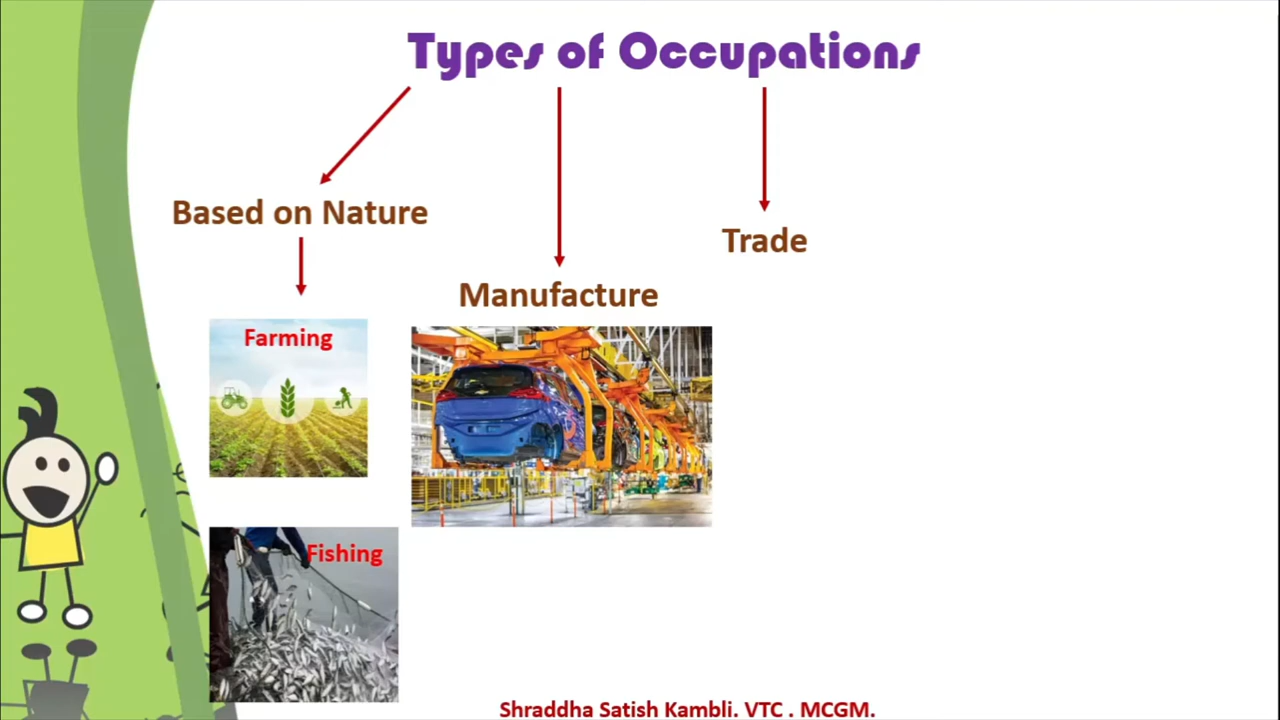 Types of Occupations
Based on Nature
Trade
Manufacture
Farming
Fishing
Shraddha Satish Kambli. VTC . MCGM.